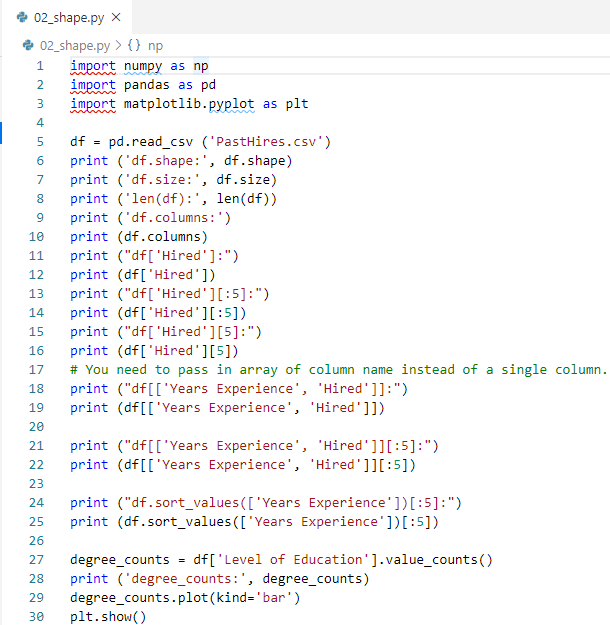 02_shape.py ×
02_shape.py > {} np
1 import numpy as np
2 import pandas as pd
3 import matplotlib.pyplot as plt
4
5 df = pd.read_csv ('PastHires.csv')
6 print ('df.shape:', df.shape)
7 print ('df.size:', df.size)
8 print ('len(df):', len(df))
9 print ('df.columns:')
10 print (df.columns)
11 print ("df['Hired']:")
12 print (df['Hired'])
13 print ("df['Hired'][:5]:")
14 print (df['Hired'][:5])
15 print ("df['Hired'][5]:")
16 print (df['Hired'][5])
17 # You need to pass in array of column name instead of a single column.
18 print ("df[['Years Experience', 'Hired']]:")
19 print (df[['Years Experience', 'Hired']])
20
21 print ("df[['Years Experience', 'Hired']][:5]:")
22 print (df[['Years Experience', 'Hired']][:5])
23
24 print ("df.sort_values(['Years Experience'])[:5]:")
25 print (df.sort_values(['Years Experience'])[:5])
26
27 degree_counts = df['Level of Education'].value_counts()
28 print ('degree_counts:', degree_counts)
29 degree_counts.plot(kind='bar')
30 plt.show()